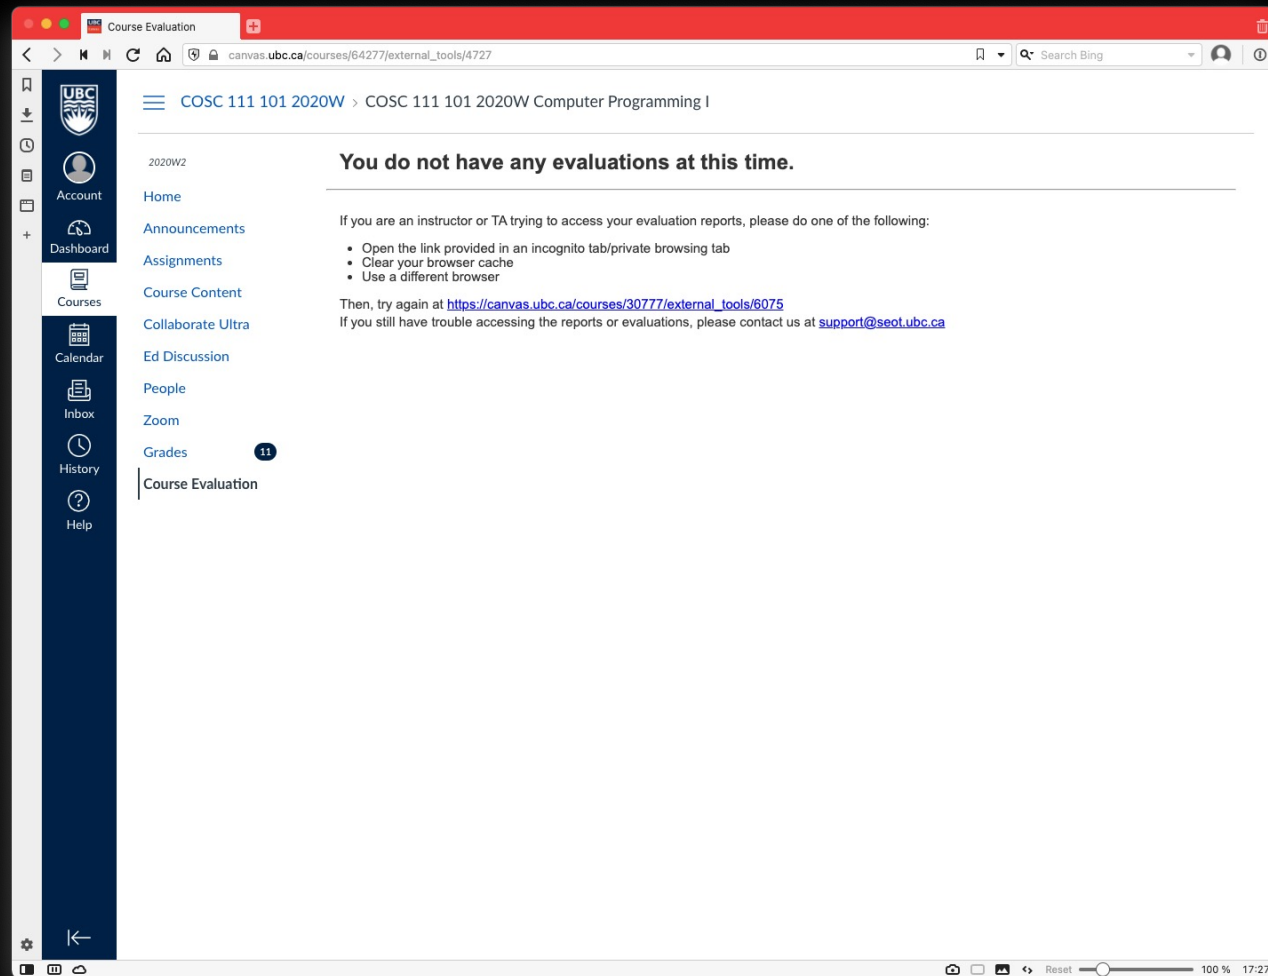 Course Evaluation
canvas.ubc.ca/courses/64277/external_tools/4727
Search Bing
UBC
COSC 111 101 2020W › COSC 111 101 2020W Computer Programming I
Account
Dashboard
Courses
Calendar
Inbox
History
Help
2020W2
Home
Announcements
Assignments
Course Content
Collaborate Ultra
Ed Discussion
People
Zoom
Grades 11
Course Evaluation
You do not have any evaluations at this time.
If you are an instructor or TA trying to access your evaluation reports, please do one of the following:
• Open the link provided in an incognito tab/private browsing tab
• Clear your browser cache
• Use a different browser
Then, try again at https://canvas.ubc.ca/courses/30777/external_tools/6075
If you still have trouble accessing the reports or evaluations, please contact us at support@seot.ubc.ca
Reset 100 % 17:23